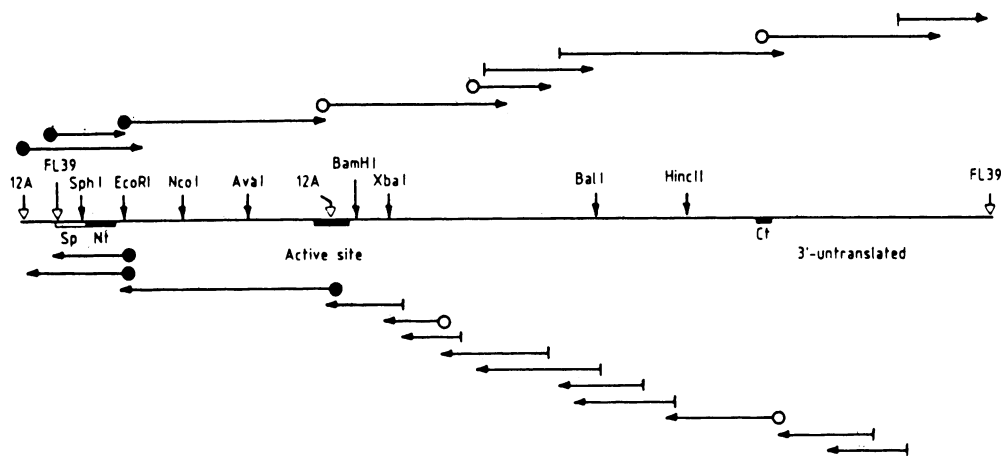 12A
FL39
SphI
EcoRI
NcoI
AvaI
12A
BamHI
XbaI
BalI
HincII
FL39
Sp
Nt
Active site
Ct
3'-untranslated